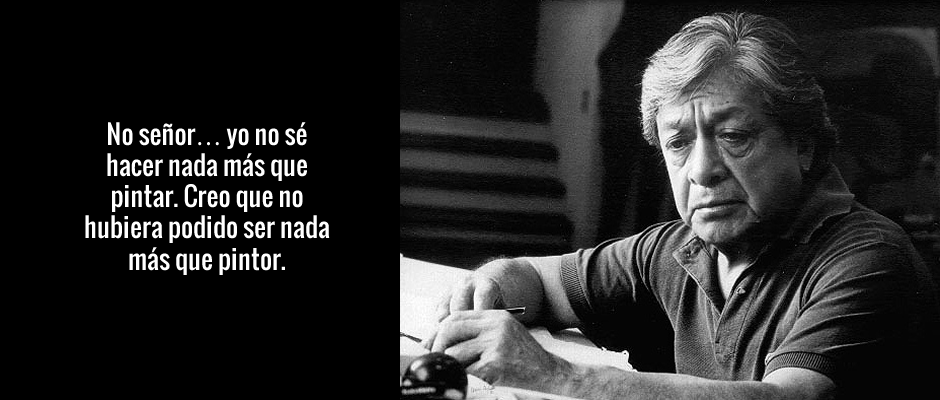 No señor... yo no sé
hacer nada más que
pintar. Creo que no
hubiera podido ser nada
más que pintor.